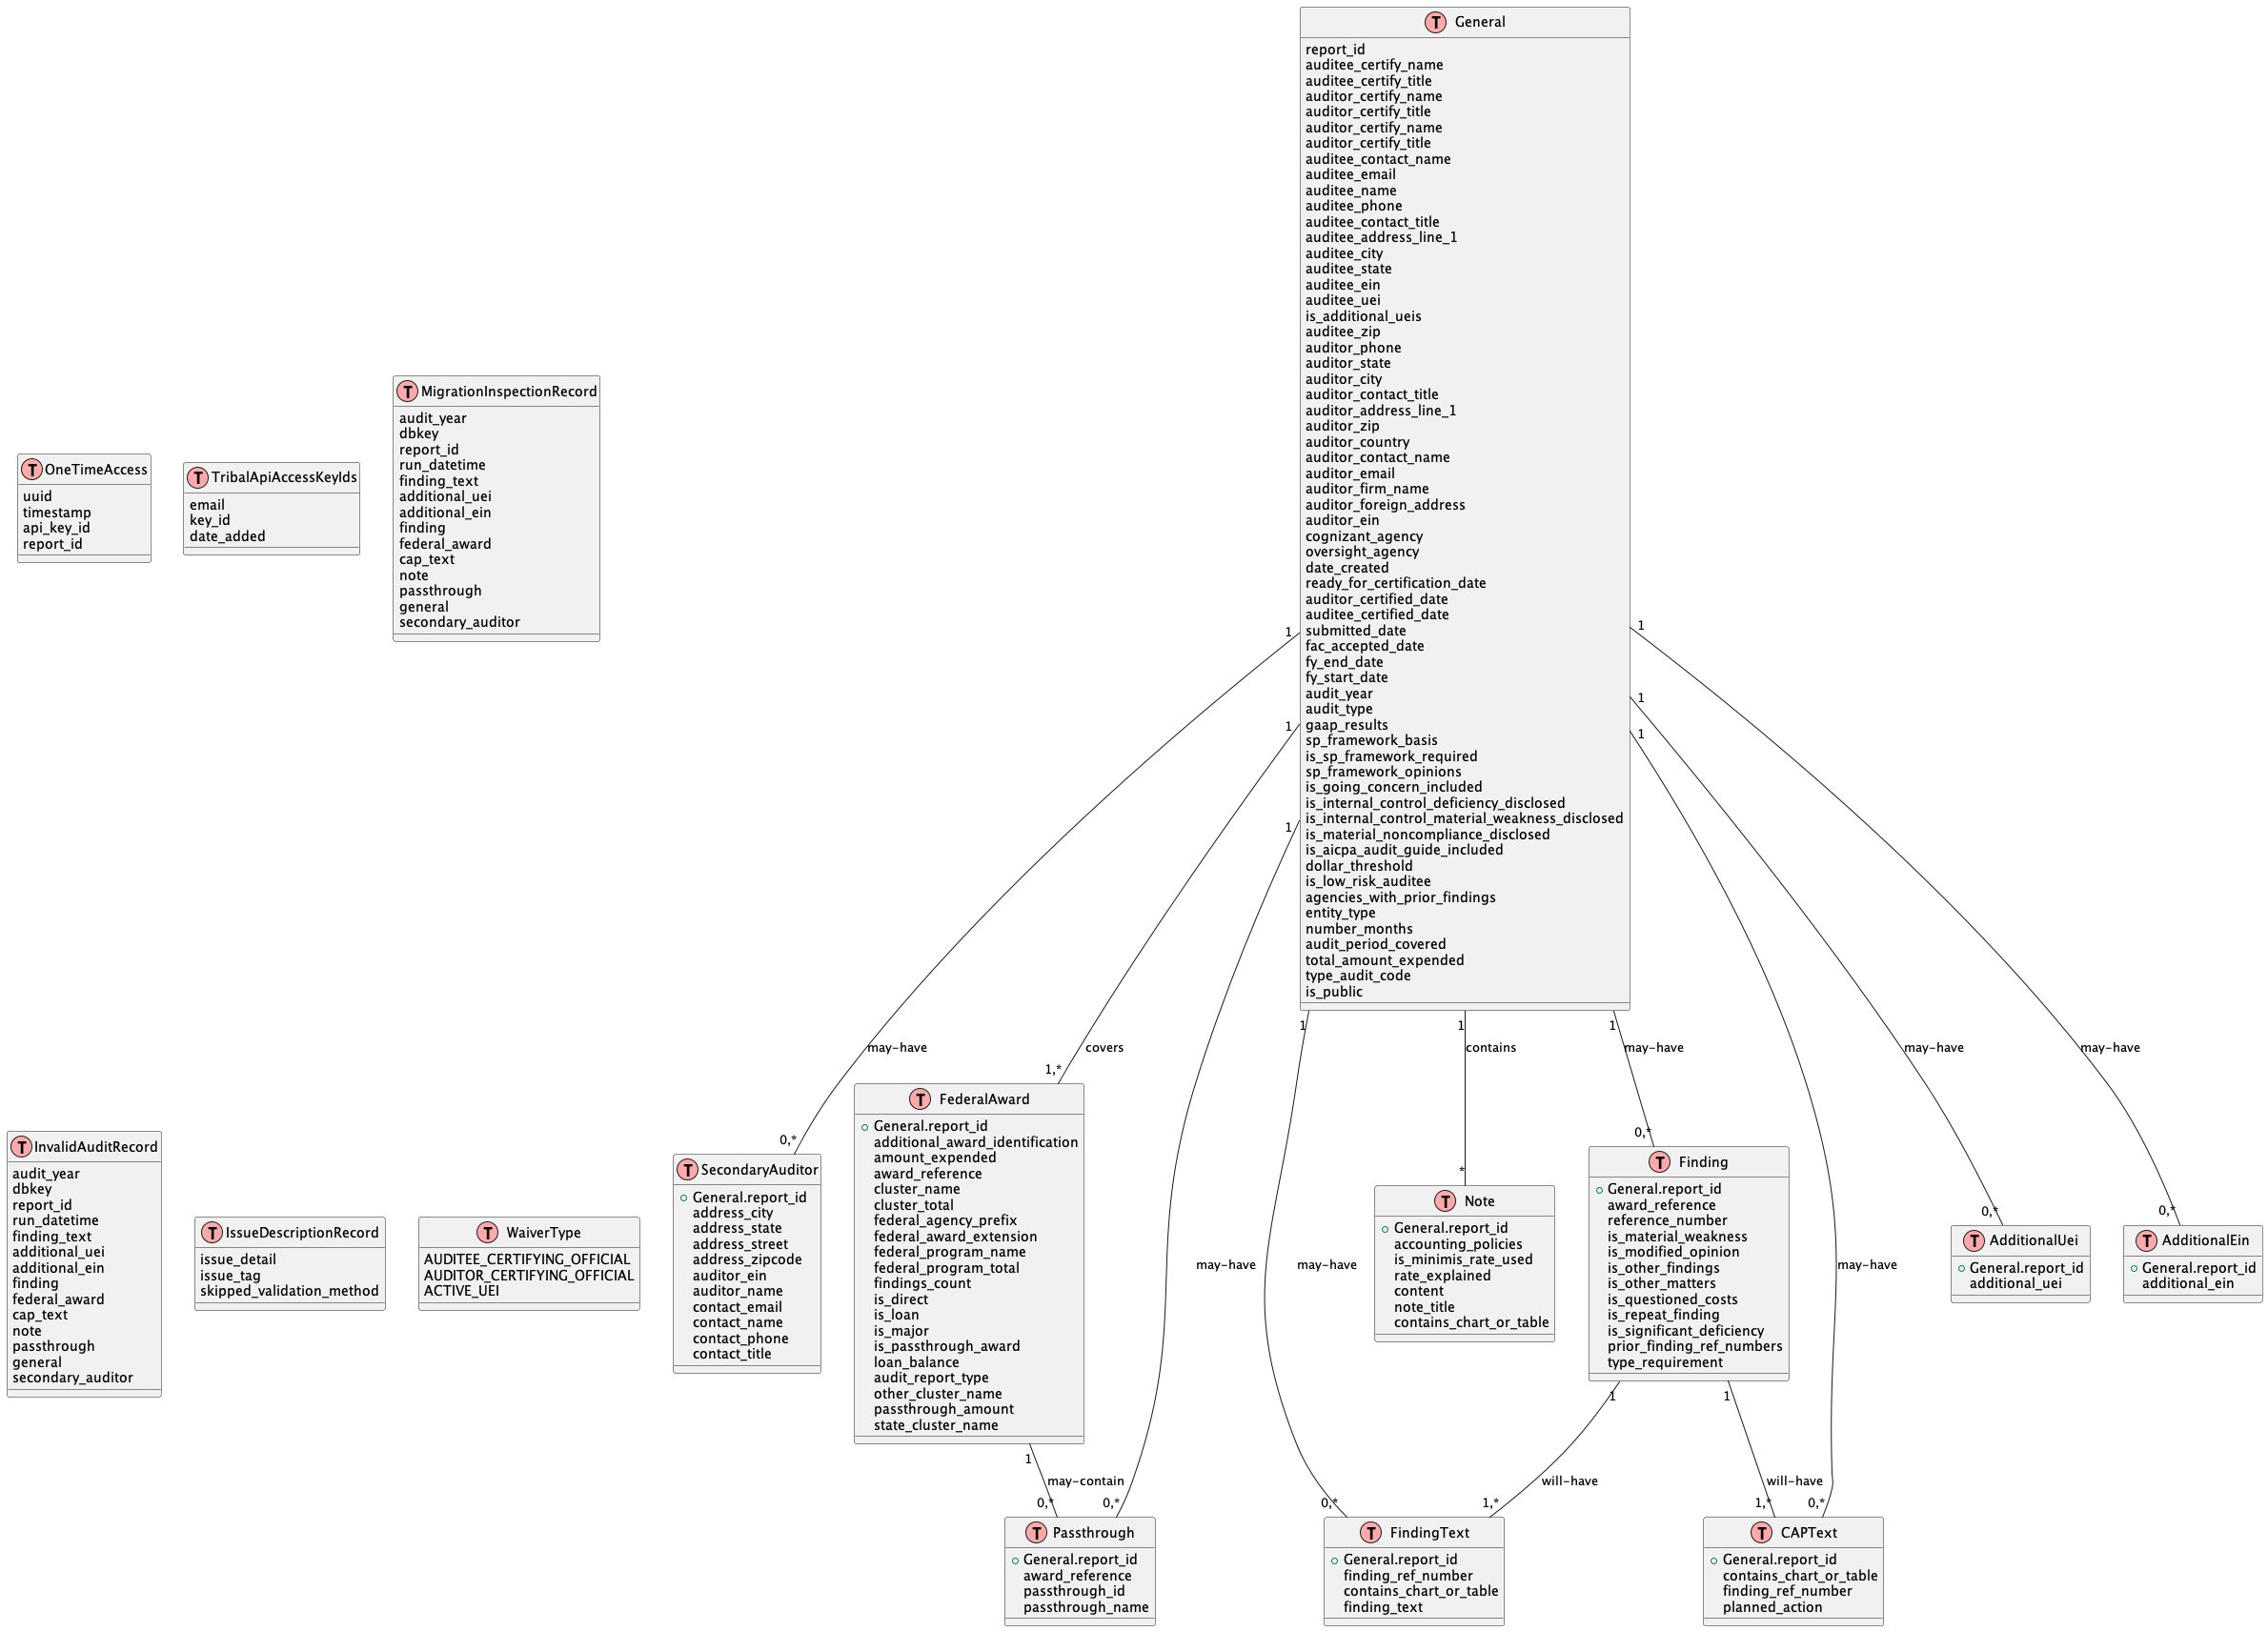 T General
report_id
auditee_certify_name
auditee_certify_title
auditor_certify_name
auditor_certify_title
auditor_certify_name
auditor_certify_title
auditee_contact_name
auditee_email
auditee_name
auditee_phone
auditee_contact_title
auditee_address_line_1
auditee_city
auditee_state
auditee_ein
auditee_uei
is_additional_ueis
auditee_zip
auditor_phone
auditor_state
auditor_city
auditor_contact_title
auditor_address_line_1
auditor_zip
auditor_country
auditor_contact_name
auditor_email
auditor_firm_name
auditor_foreign_address
auditor_ein
cognizant_agency
oversight_agency
date_created
ready_for_certification_date
auditor_certified_date
auditee_certified_date
submitted_date
fac_accepted_date
fy_end_date
fy_start_date
audit_year
audit_type
gaap_results
sp_framework_basis
is_sp_framework_required
sp_framework_opinions
is_going_concern_included
is_internal_control_deficiency_disclosed
is_internal_control_material_weakness_disclosed
is_material_noncompliance_disclosed
is_aicpa_audit_guide_included
dollar_threshold
is_low_risk_auditee
agencies_with_prior_findings
entity_type
number_months
audit_period_covered
total_amount_expended
type_audit_code
is_public
T OneTimeAccess
uuid
timestamp
api_key_id
report_id
T TribalApiAccessKeyIds
email
key_id
date_added
T MigrationInspectionRecord
audit_year
dbkey
report_id
run_datetime
finding_text
additional_uei
additional_ein
finding
federal_award
cap_text
note
passthrough
general
secondary_auditor
1
1
1
1
1
1
1
1
1
may-have
covers
may-have
may-have
contains
may-have
may-have
may-have
may-have
0,*
1,*
*
0,*
0,*
0,*
T InvalidAuditRecord
audit_year
dbkey
report_id
run_datetime
finding_text
additional_uei
additional_ein
finding
federal_award
cap_text
note
passthrough
general
secondary_auditor
T IssueDescriptionRecord
issue_detail
issue_tag
skipped_validation_method
T WaiverType
AUDITEE_CERTIFYING_OFFICIAL
AUDITOR_CERTIFYING_OFFICIAL
ACTIVE_UEI
T SecondaryAuditor
General.report_id
address_city
address_state
address_street
address_zipcode
auditor_ein
auditor_name
contact_email
contact_name
contact_phone
contact_title
T FederalAward
General.report_id
additional_award_identification
amount_expended
award_reference
cluster_name
cluster_total
federal_agency_prefix
federal_award_extension
federal_program_name
federal_program_total
findings_count
is_direct
is_loan
is_major
is_passthrough_award
loan_balance
audit_report_type
other_cluster_name
passthrough_amount
state_cluster_name
T Note
General.report_id
accounting_policies
is_minimis_rate_used
rate_explained
content
note_title
contains_chart_or_table
T Finding
General.report_id
award_reference
reference_number
is_material_weakness
is_modified_opinion
is_other_findings
is_other_matters
is_questioned_costs
is_repeat_finding
is_significant_deficiency
prior_finding_ref_numbers
type_requirement
T AdditionalUei
General.report_id
additional_uei
T AdditionalEin
General.report_id
additional_ein
1
may-contain
0,*
0,*
0,*
1
will-have
1,*
1
will-have
1,*
0,*
T Passthrough
General.report_id
award_reference
passthrough_id
passthrough_name
T FindingText
General.report_id
finding_ref_number
contains_chart_or_table
finding_text
T CAPText
General.report_id
contains_chart_or_table
finding_ref_number
planned_action